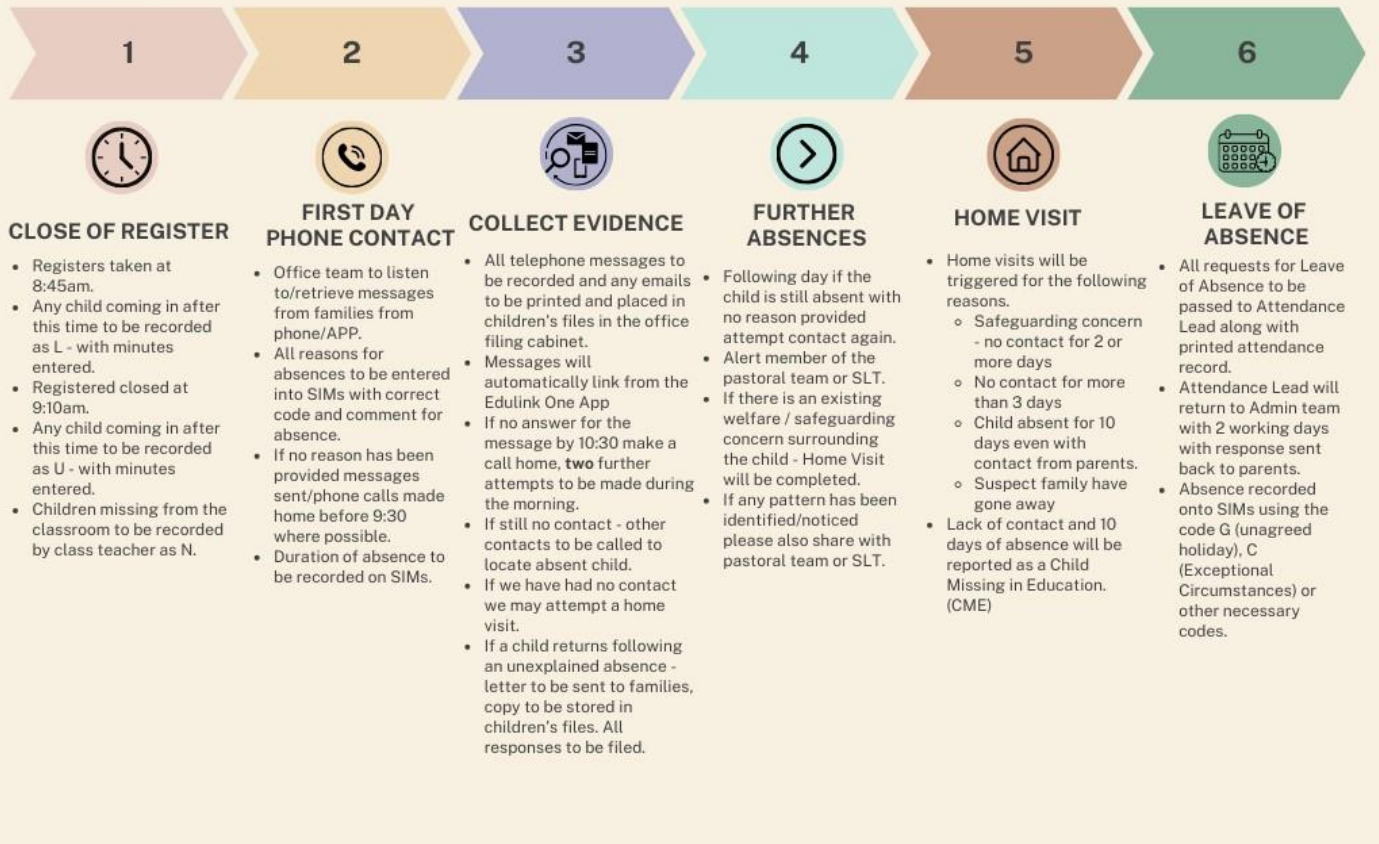 1
2
3
4
5
6
CLOSE OF REGISTER
• Registers taken at
8:45am.
• Any child coming in after
this time to be recorded
as L - with minutes
entered.
• Registered closed at
9:10am.
• Any child coming in after
this time to be recorded
as U - with minutes
entered.
• Children missing from the
classroom to be recorded
by class teacher as N.
FIRST DAY
PHONE CONTACT
• Office team to listen
to/retrieve messages
from families from
phone/APP.
• All reasons for
absences to be entered
into SIMs with correct
code and comment for
absence.
• If no reason has been
provided messages
sent/phone calls made
home before 9:30
where possible.
• Duration of absence to
be recorded on SIMs.
COLLECT EVIDENCE
• All telephone messages to
be recorded and any emails
to be printed and placed in
children's files in the office
filing cabinet.
• Messages will
automatically link from the
Edulink One App
• If no answer for the
message by 10:30 make a
call home, two further
attempts to be made during
the morning.
• If still no contact - other
contacts to be called to
locate absent child.
• If we have had no contact
we may attempt a home
visit.
• If a child returns following
an unexplained absence -
letter to be sent to families,
copy to be stored in
children's files. All
responses to be filed.
FURTHER
ABSENCES
• Following day if the
child is still absent with
no reason provided
attempt contact again.
• Alert member of the
pastoral team or SLT.
• If there is an existing
welfare / safeguarding
concern surrounding
the child - Home Visit
will be completed.
• If any pattern has been
identified/noticed
please also share with
pastoral team or SLT.
HOME VISIT
• Home visits will be
triggered for the following
reasons.
◦ Safeguarding concern
- no contact for 2 or
more days
◦ No contact for more
than 3 days
◦ Child absent for 10
days even with
contact from parents.
◦ Suspect family have
gone away
• Lack of contact and 10
days of absence will be
reported as a Child
Missing in Education.
(CME)
LEAVE OF
ABSENCE
• All requests for Leave
of Absence to be
passed to Attendance
Lead along with
printed attendance
record.
• Attendance Lead will
return to Admin team
with 2 working days
with response sent
back to parents.
• Absence recorded
onto SIMs using the
code G (unagreed
holiday), C
(Exceptional
Circumstances) or
other necessary
codes.